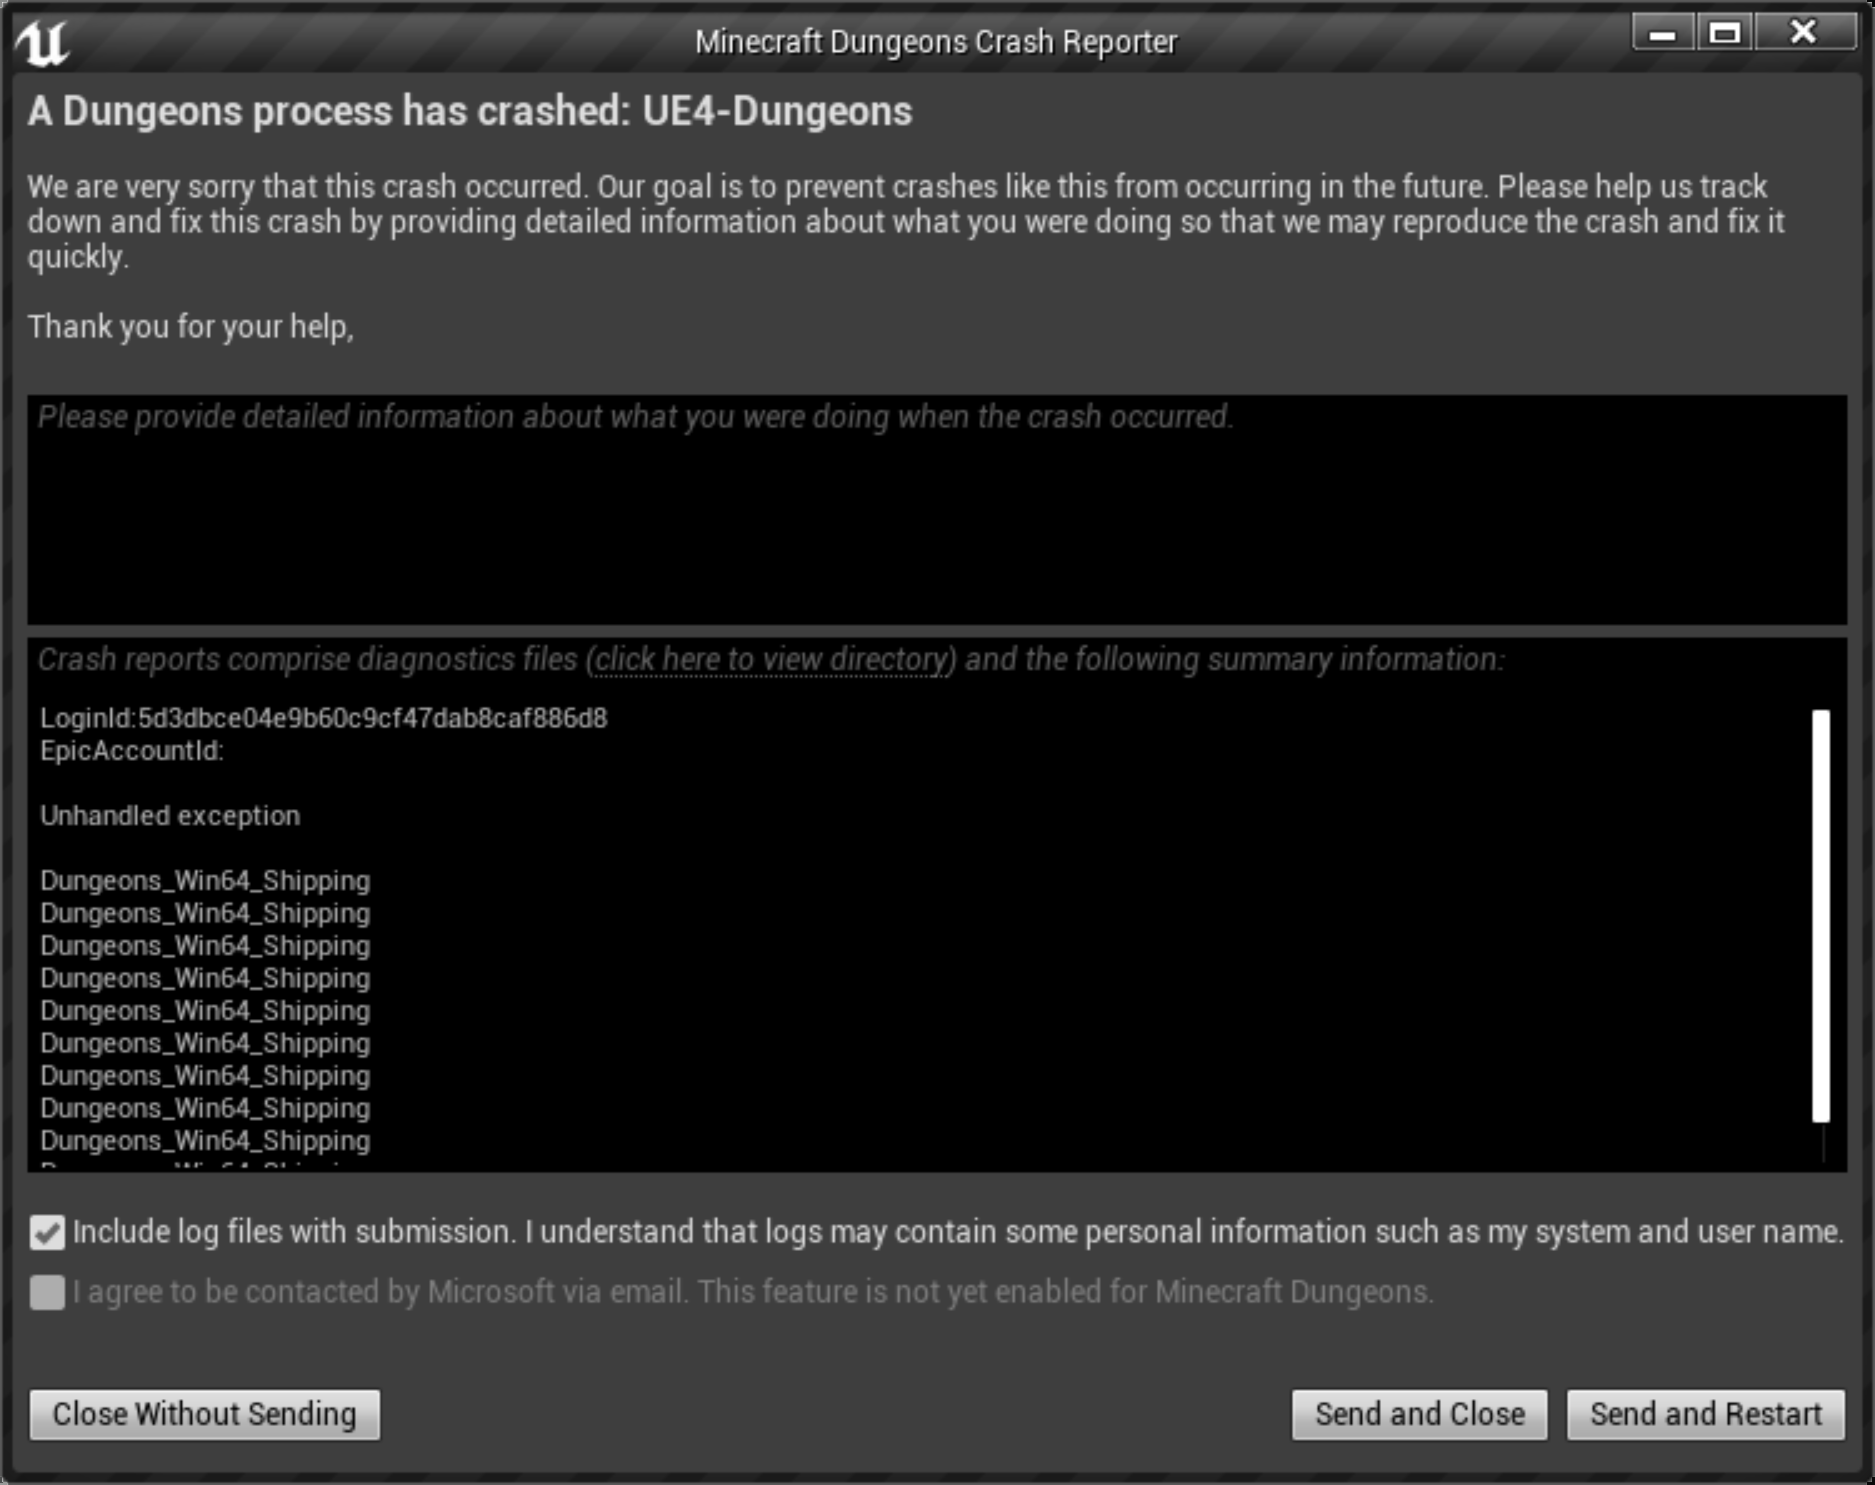 Minecraft Dungeons Crash Reporter
A Dungeons process has crashed: UE4-Dungeons
We are very sorry that this crash occurred. Our goal is to prevent crashes like this from occurring in the future. Please help us track
down and fix this crash by providing detailed information about what you were doing so that we may reproduce the crash and fix it
quickly.
Thank you for your help,
Please provide detailed information about what you were doing when the crash occurred.
Crash reports comprise diagnostics files (click here to view directory) and the following summary information:
LoginId:5d3dbce04e9b60c9cf47dab8caf886d8
EpicAccountId:
Unhandled exception
Dungeons_Win64_Shipping
Dungeons_Win64_Shipping
Dungeons_Win64_Shipping
Dungeons_Win64_Shipping
Dungeons_Win64_Shipping
Dungeons_Win64_Shipping
Dungeons_Win64_Shipping
Dungeons_Win64_Shipping
Dungeons_Win64_Shipping
Include log files with submission. I understand that logs may contain some personal information such as my system and user name.
I agree to be contacted by Microsoft via email. This feature is not yet enabled for Minecraft Dungeons.
Close Without Sending
Send and Close
Send and Restart